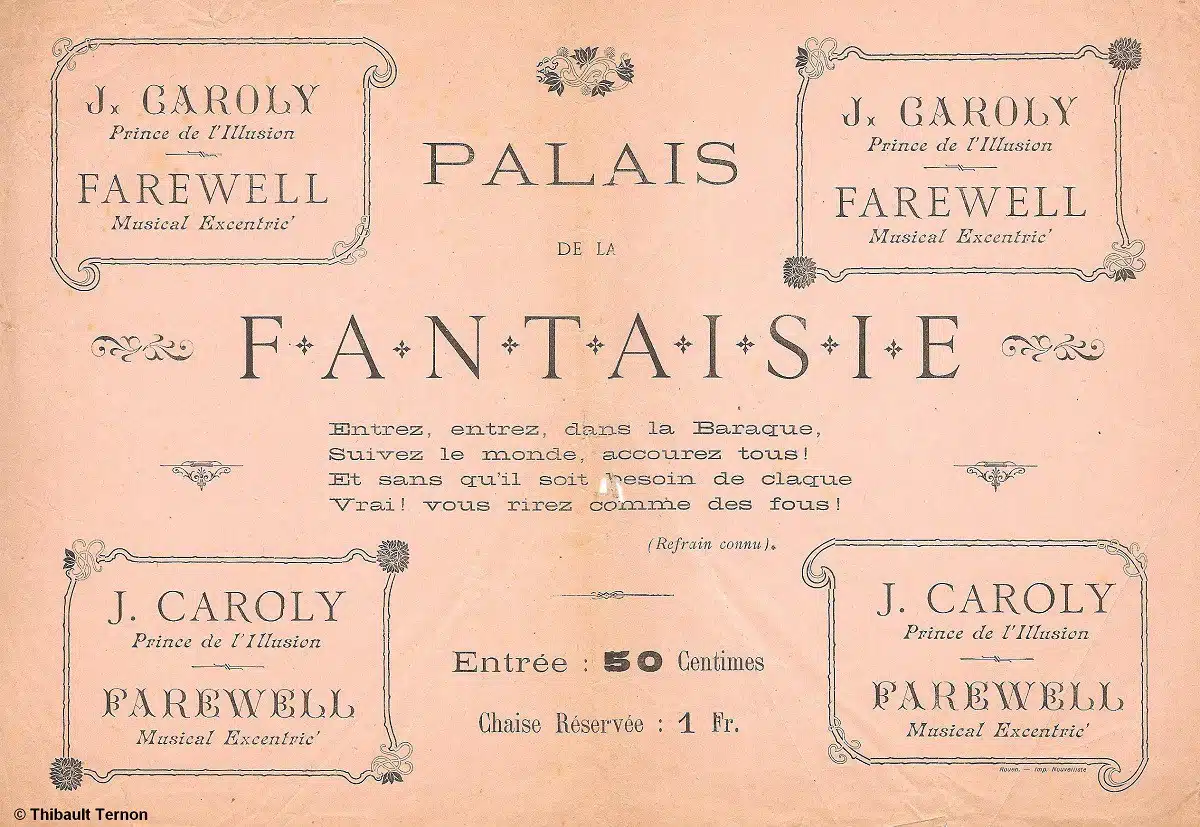 J. CAROLY
Prince de l'Illusion
FAREWELL
Musical Excentric'
J. CAROLY
Prince de l'Illusion
FAREWELL
Musical Excentric'
PALAIS
DE LA
FANTAISIE
Entrez, entrez, dans la Baraque,
Suivez le monde, accourez tous!
Et sans qu'il soit besoin de claque
Vrai! vous rirez comme des fous!
(Refrain connu).
J. CAROLY
Prince de l'Illusion
FAREWELL
Musical Excentric'
Entrée : 50 Centimes
Chaise Réservée : 1 Fr.
J. CAROLY
Prince de l'Illusion
FAREWELL
Musical Excentric'
Rouen. — Imp. Nouvelliste
© Thibault Ternon